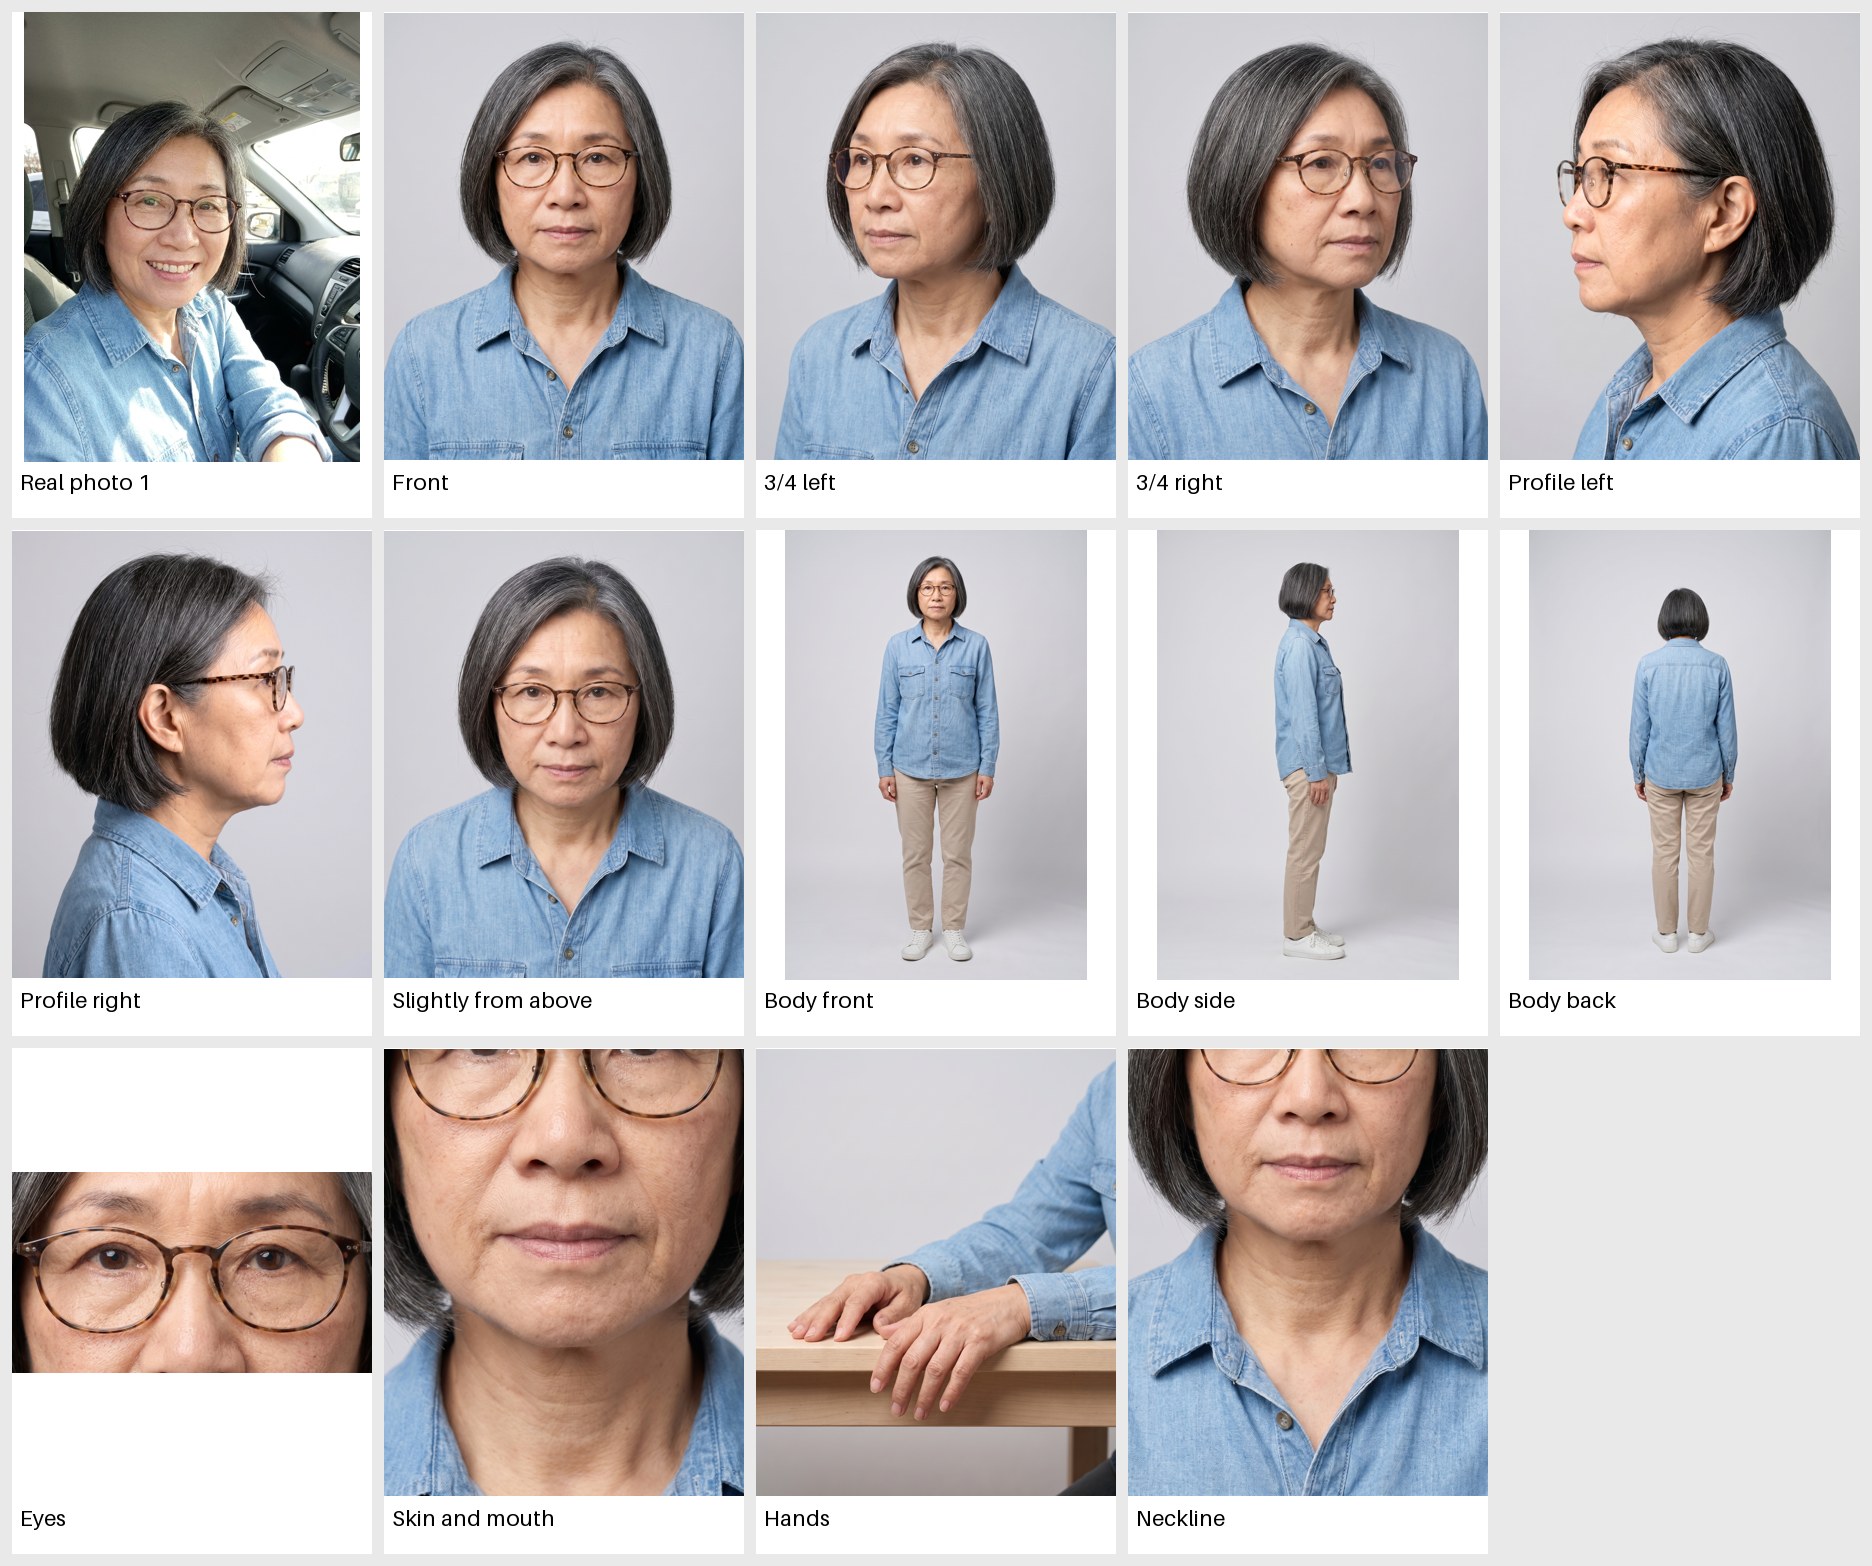 Real photo 1
Front
3/4 left
3/4 right
Profile left
Profile right
Slightly from above
Body front
Body side
Body back
Eyes
Skin and mouth
Hands
Neckline